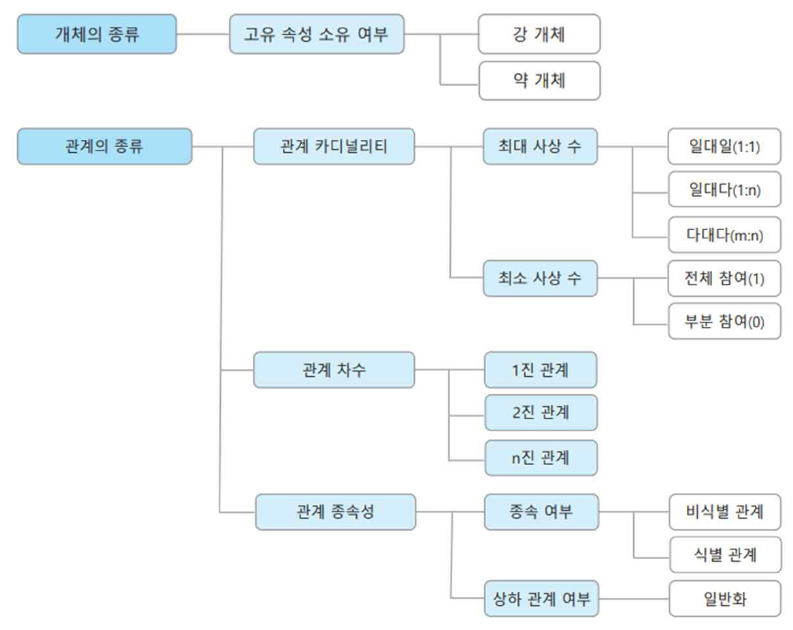 개체의 종류
고유 속성 소유 여부
강 개체
약 개체
관계의 종류
관계 카디널리티
최대 사상 수
일대일(1:1)
일대다(1:n)
다대다(m:n)
최소 사상 수
전체 참여(1)
부분 참여(0)
관계 차수
1진 관계
2진 관계
n진 관계
관계 종속성
종속 여부
비식별 관계
식별 관계
상하 관계 여부
일반화